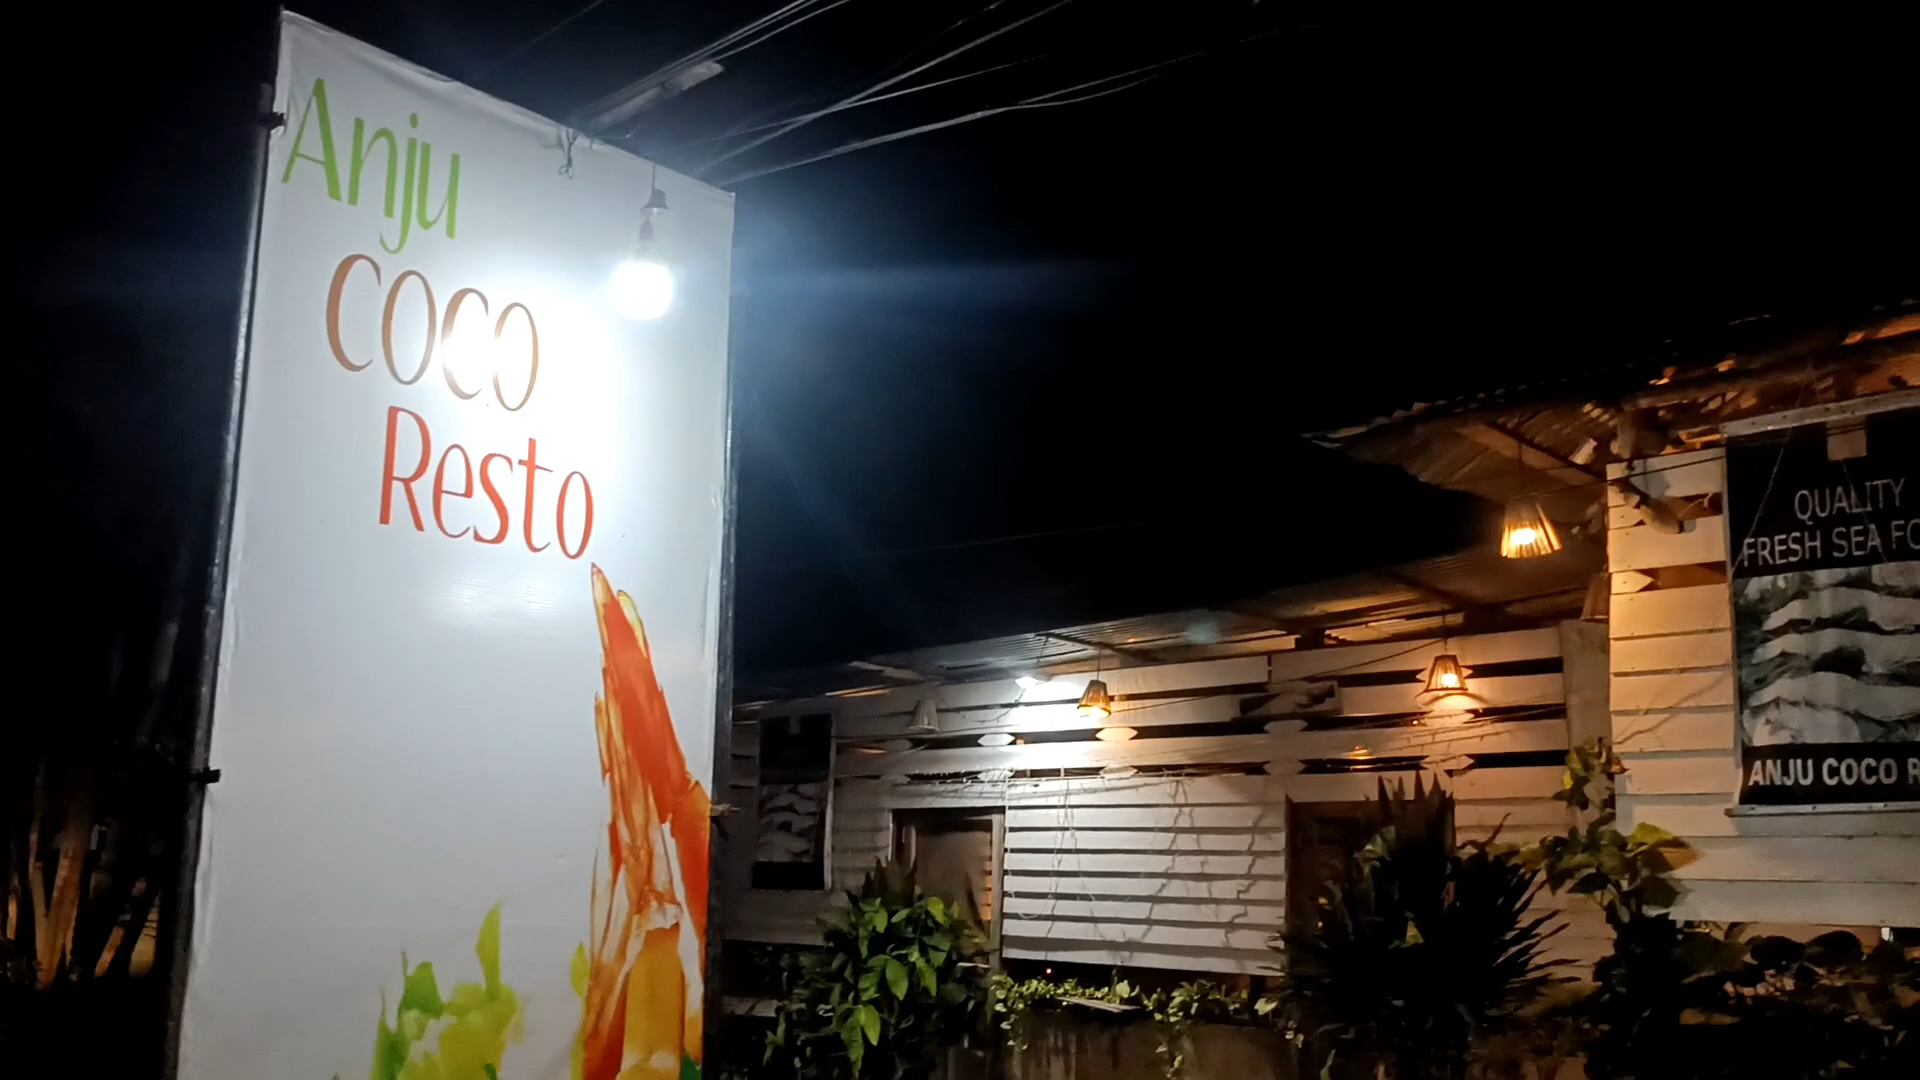 Anju
COCO
Resto
QUALITY
FRESH SEA FO
ANJU COCO R